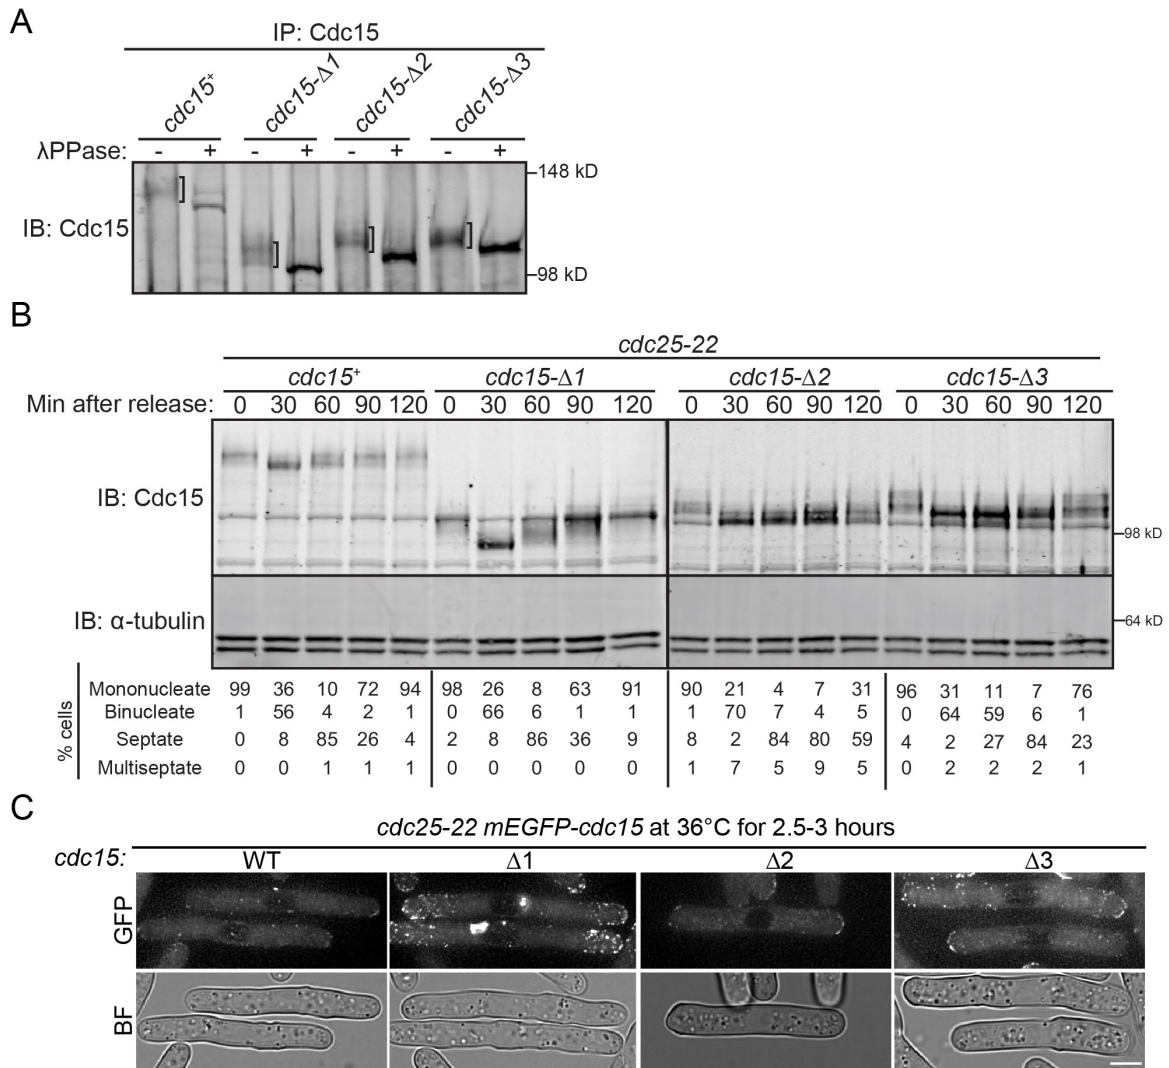 A
IP: Cdc15
cdc15+ cdc15-Δ1 cdc15-Δ2 cdc15-Δ3
λPPase: - + - + - + - +
148 kD
IB: Cdc15
98 kD
B
cdc25-22
cdc15+ cdc15-Δ1 cdc15-Δ2 cdc15-Δ3
Min after release: 0 30 60 90 120 0 30 60 90 120 0 30 60 90 120 0 30 60 90 120
IB: Cdc15
98 kD
IB: α-tubulin
64 kD
% cells
Mononucleate 99 36 10 72 94 98 26 8 63 91 90 21 4 7 31 96 31 11 7 76
Binucleate 1 56 4 2 1 0 66 6 1 1 1 70 7 4 5 0 64 59 6 1
Septate 0 8 85 26 4 2 8 86 36 9 8 2 84 80 59 4 2 27 84 23
Multiseptate 0 0 1 1 1 0 0 0 0 0 1 7 5 9 5 0 2 2 2 1
C
cdc25-22 mEGFP-cdc15 at 36°C for 2.5-3 hours
cdc15: WT Δ1 Δ2 Δ3
GFP
BF